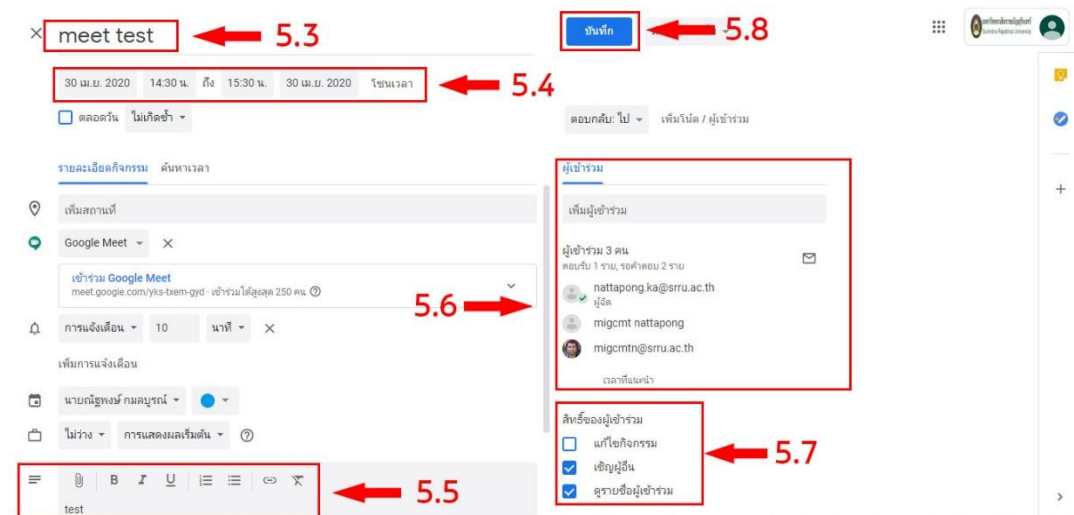 meet test
5.3
บันทึก
5.8
30 เม.ย. 2020 14:30 น. ถึง 15:30 น. 30 เม.ย. 2020 โซนเวลา
5.4
ตลอดวัน ไม่เกิดซ้ำ
ตอบกลับ: ไป เพิ่มโน้ต / ผู้เข้าร่วม
รายละเอียดกิจกรรม ค้นหาเวลา
เพิ่มสถานที่
Google Meet
เข้าร่วม Google Meet
meet.google.com/yks-txem-gyd · เข้าร่วมได้สูงสุด 250 คน
การแจ้งเตือน 10 นาที
เพิ่มการแจ้งเตือน
นายณัฐพงษ์ กมลบูรณ์
ไม่ว่าง การแสดงผลเริ่มต้น
B I U
test
5.5
ผู้เข้าร่วม
เพิ่มผู้เข้าร่วม
ผู้เข้าร่วม 3 คน
ตอบรับ 1 ราย, รอคำตอบ 2 ราย
nattapong.ka@srru.ac.th
ผู้จัด
migcmt nattapong
migcmtn@srru.ac.th
เวลาที่แนะนำ
5.6
สิทธิ์ของผู้เข้าร่วม
แก้ไขกิจกรรม
เชิญผู้อื่น
ดูรายชื่อผู้เข้าร่วม
5.7